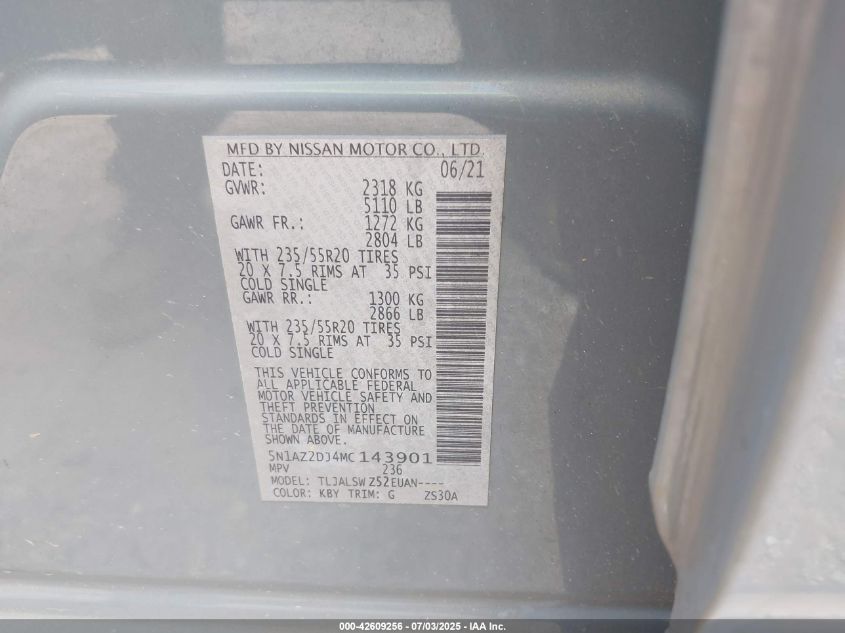 MFD BY NISSAN MOTOR CO., LTD.
DATE: 06/21
GVWR: 2318 KG
5110 LB
GAWR FR.: 1272 KG
2804 LB
WITH 235/55R20 TIRES
20 X 7.5 RIMS AT 35 PSI
COLD SINGLE
GAWR RR.: 1300 KG
2866 LB
WITH 235/55R20 TIRES
20 X 7.5 RIMS AT 35 PSI
COLD SINGLE
THIS VEHICLE CONFORMS TO
ALL APPLICABLE FEDERAL
MOTOR VEHICLE SAFETY AND
THEFT PREVENTION
STANDARDS IN EFFECT ON
THE DATE OF MANUFACTURE
SHOWN ABOVE.
5N1AZ2DJ4MC143901
MPV 236
MODEL: TLJALSWZ52EUAN----
COLOR: KBY TRIM: G ZS30A
000-42609256 - 07/03/2025 - IAA Inc.